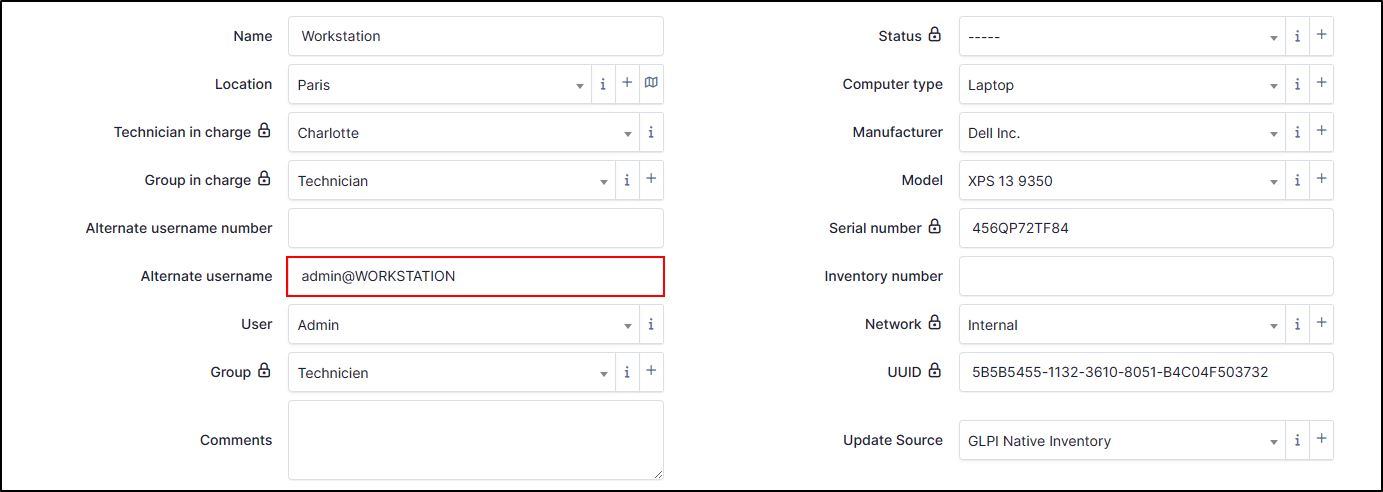 Name Workstation
Location Paris
Technician in charge Charlotte
Group in charge Technician
Alternate username number
Alternate username admin@WORKSTATION
User Admin
Group Technicien
Comments
Status -----
Computer type Laptop
Manufacturer Dell Inc.
Model XPS 13 9350
Serial number 456QP72TF84
Inventory number
Network Internal
UUID 5B5B5455-1132-3610-8051-B4C04F503732
Update Source GLPI Native Inventory